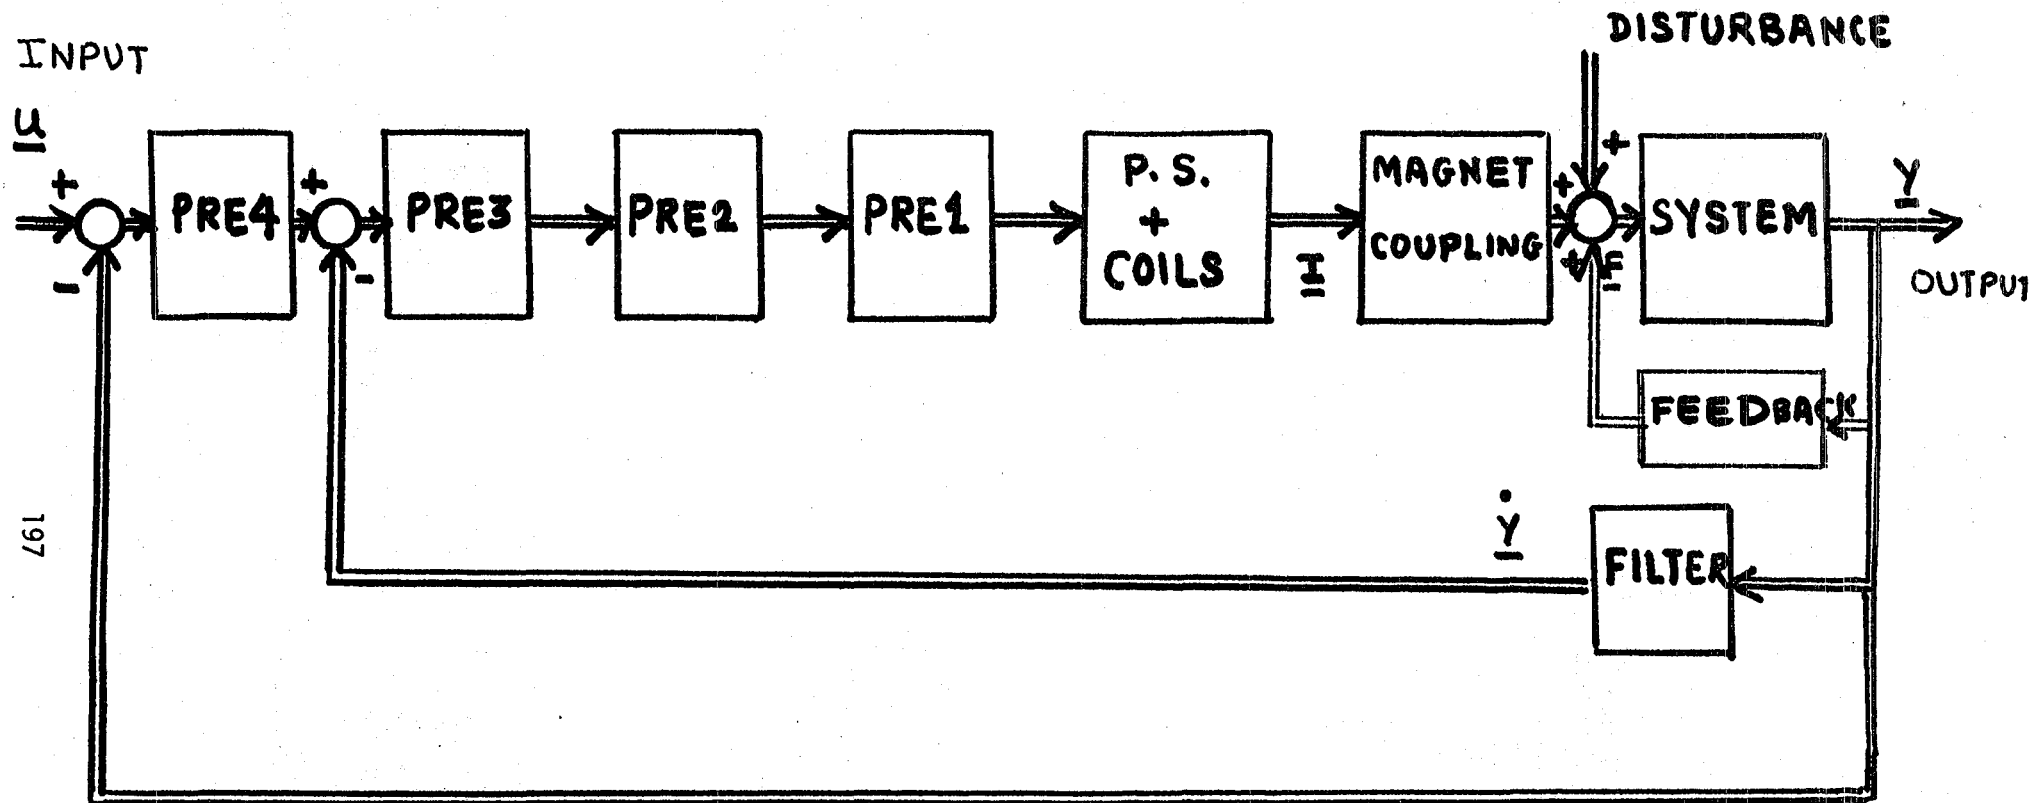 DISTURBANCE
INPUT
U
+
-
PRE4
+
-
PRE3
PRE2
PRE1
P. S.
+
COILS
I
MAGNET
COUPLING
+
+
+
F
SYSTEM
Y
OUTPUT
FEEDBACK
Ẏ
FILTER
197